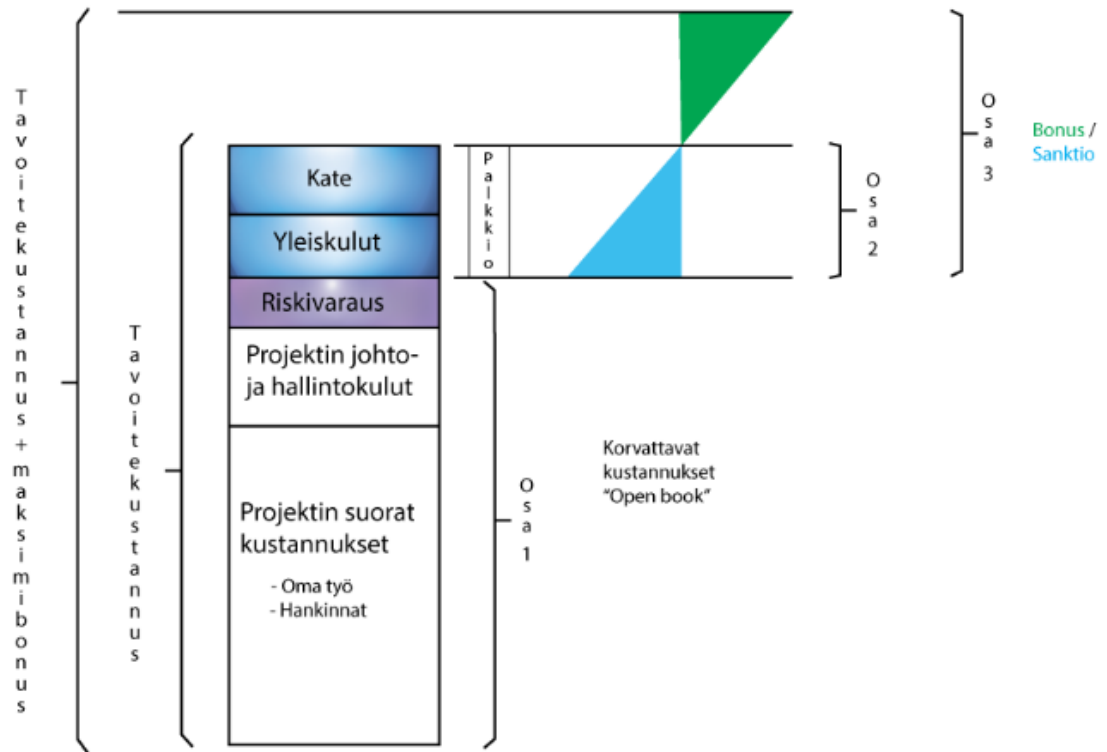 Tavoitekustannus + maksimibonus
Tavoitekustannus
Kate
Yleiskulut
Riskivaraus
Projektin johto-
ja hallintokulut
Projektin suorat
kustannukset
- Oma työ
- Hankinnat
Palkkio
Osa 1
Korvattavat
kustannukset
"Open book"
Osa 2
Osa 3
Bonus /
Sanktio